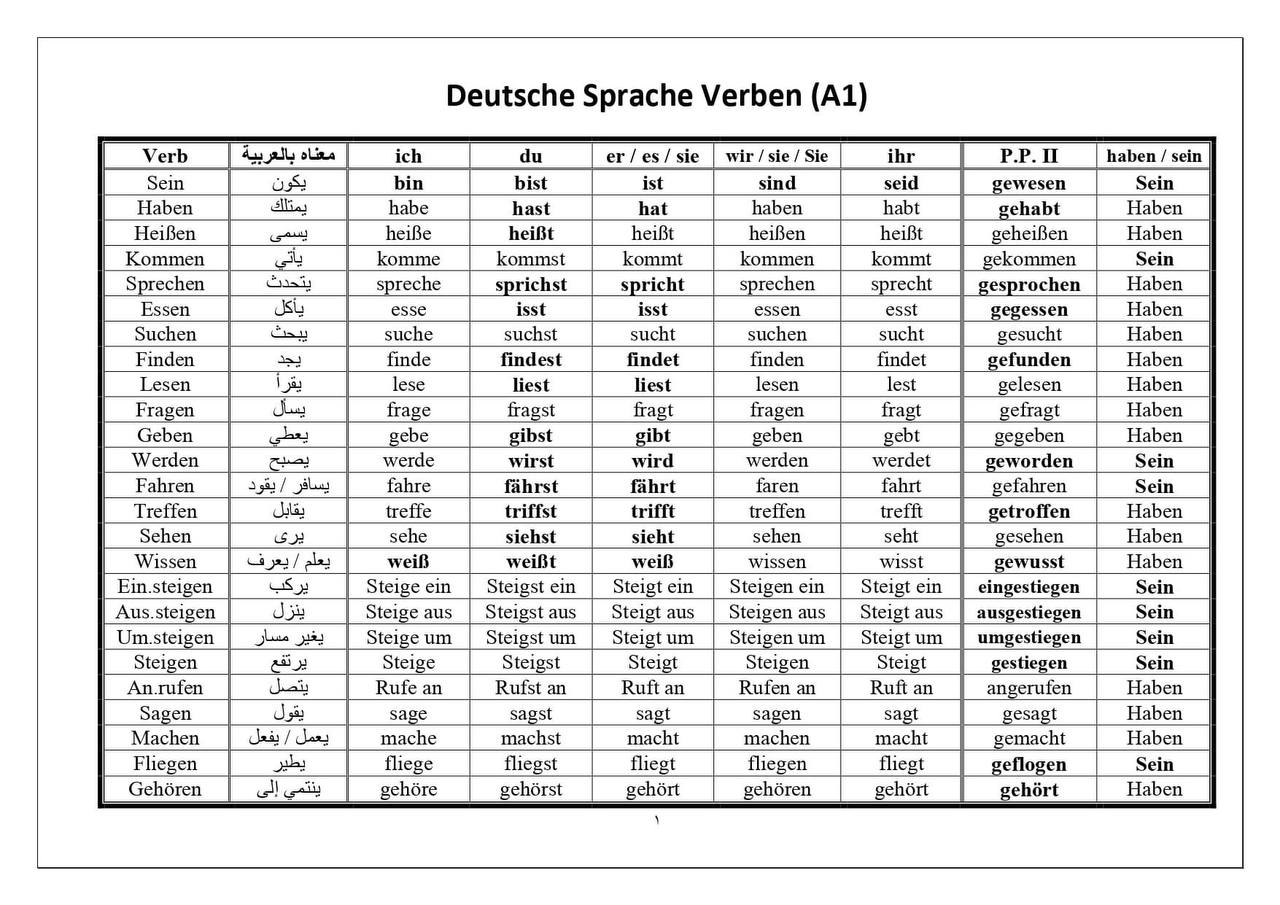 Deutsche Sprache Verben (A1)
Verb معناه بالعربية ich du er / es / sie wir / sie / Sie ihr P.P. II haben / sein
Sein يكون bin bist ist sind seid gewesen Sein
Haben يمتلك habe hast hat haben habt gehabt Haben
Heißen يسمى heiße heißt heißt heißen heißt geheißen Haben
Kommen يأتي komme kommst kommt kommen kommt gekommen Sein
Sprechen يتحدث spreche sprichst spricht sprechen sprecht gesprochen Haben
Essen يأكل esse isst isst essen esst gegessen Haben
Suchen يبحث suche suchst sucht suchen sucht gesucht Haben
Finden يجد finde findest findet finden findet gefunden Haben
Lesen يقرأ lese liest liest lesen lest gelesen Haben
Fragen يسأل frage fragst fragt fragen fragt gefragt Haben
Geben يعطي gebe gibst gibt geben gebt gegeben Haben
Werden يصبح werde wirst wird werden werdet geworden Sein
Fahren يسافر / يقود fahre fährst fährt faren fahrt gefahren Sein
Treffen يقابل treffe triffst trifft treffen trefft getroffen Haben
Sehen يرى sehe siehst sieht sehen seht gesehen Haben
Wissen يعلم / يعرف weiß weißt weiß wissen wisst gewusst Haben
Ein.steigen يركب Steige ein Steigst ein Steigt ein Steigen ein Steigt ein eingestiegen Sein
Aus.steigen ينزل Steige aus Steigst aus Steigt aus Steigen aus Steigt aus ausgestiegen Sein
Um.steigen يغير مسار Steige um Steigst um Steigt um Steigen um Steigt um umgestiegen Sein
Steigen يرتفع Steige Steigst Steigt Steigen Steigt gestiegen Sein
An.rufen يتصل Rufe an Rufst an Ruft an Rufen an Ruft an angerufen Haben
Sagen يقول sage sagst sagt sagen sagt gesagt Haben
Machen يعمل / يفعل mache machst macht machen macht gemacht Haben
Fliegen يطير fliege fliegst fliegt fliegen fliegt geflogen Sein
Gehören ينتمي إلى gehöre gehörst gehört gehören gehört gehört Haben
١